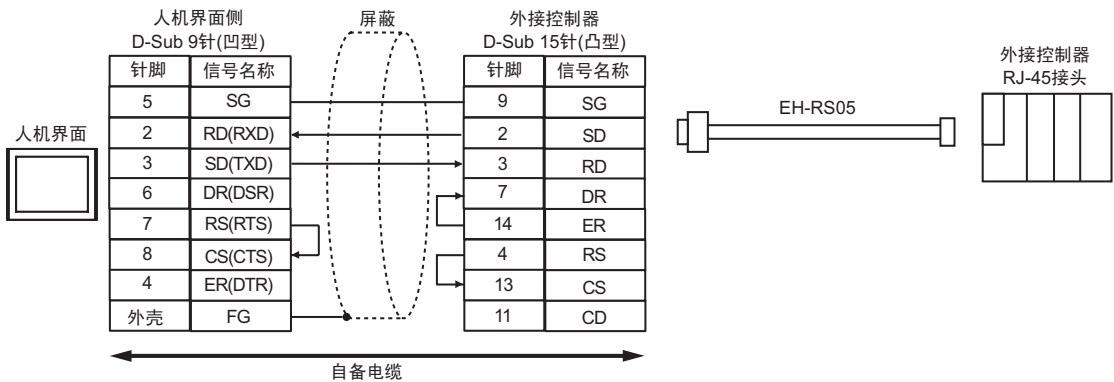 人机界面侧
D-Sub 9针(凹型)
屏蔽
外接控制器
D-Sub 15针(凸型)
针脚 信号名称
5 SG
2 RD(RXD)
3 SD(TXD)
6 DR(DSR)
7 RS(RTS)
8 CS(CTS)
4 ER(DTR)
外壳 FG
针脚 信号名称
9 SG
2 SD
3 RD
7 DR
14 ER
4 RS
13 CS
11 CD
人机界面
EH-RS05
外接控制器
RJ-45接头
自备电缆